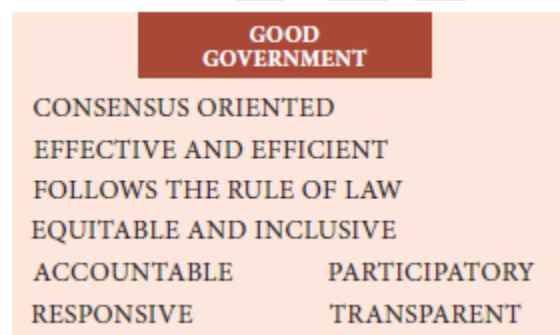 GOOD
GOVERNMENT
CONSENSUS ORIENTED
EFFECTIVE AND EFFICIENT
FOLLOWS THE RULE OF LAW
EQUITABLE AND INCLUSIVE
ACCOUNTABLE PARTICIPATORY
RESPONSIVE TRANSPARENT